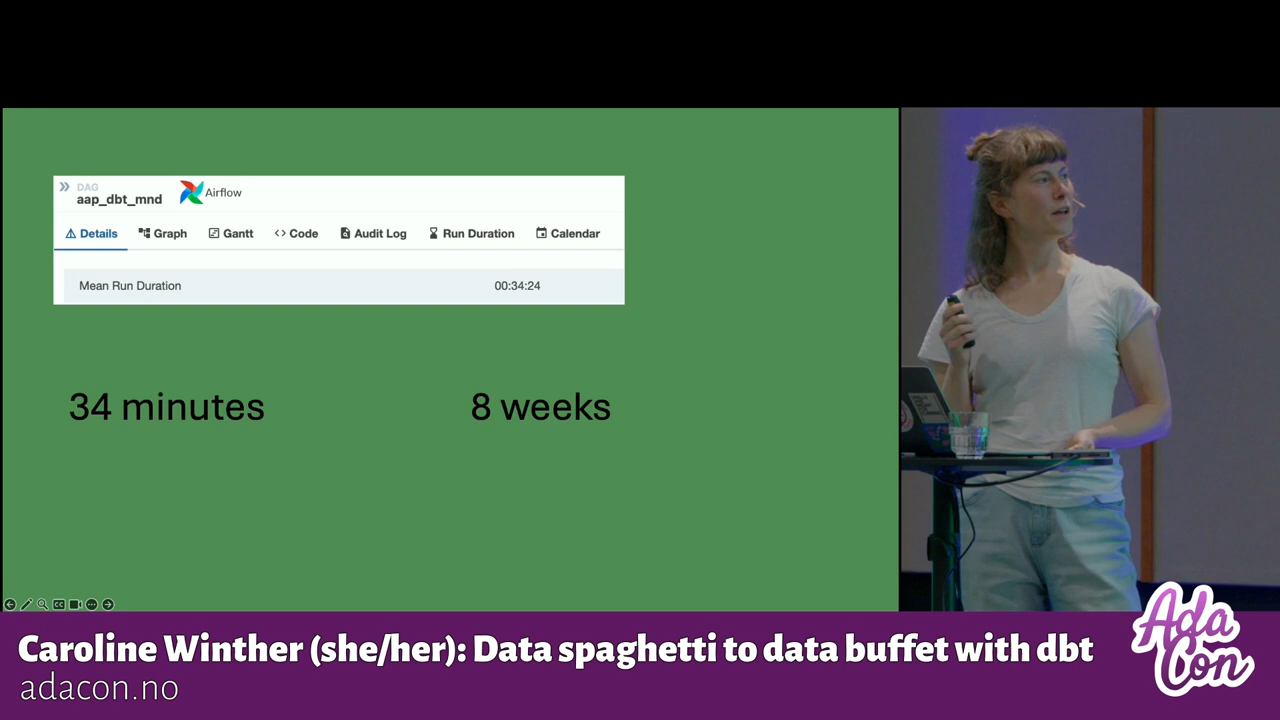 DAG
aap_dbt_mnd
Airflow
Details Graph Gantt Code Audit Log Run Duration Calendar
Mean Run Duration 00:34:24
34 minutes 8 weeks
Caroline Winther (she/her): Data spaghetti to data buffet with dbt
adacon.no
Ada
Con